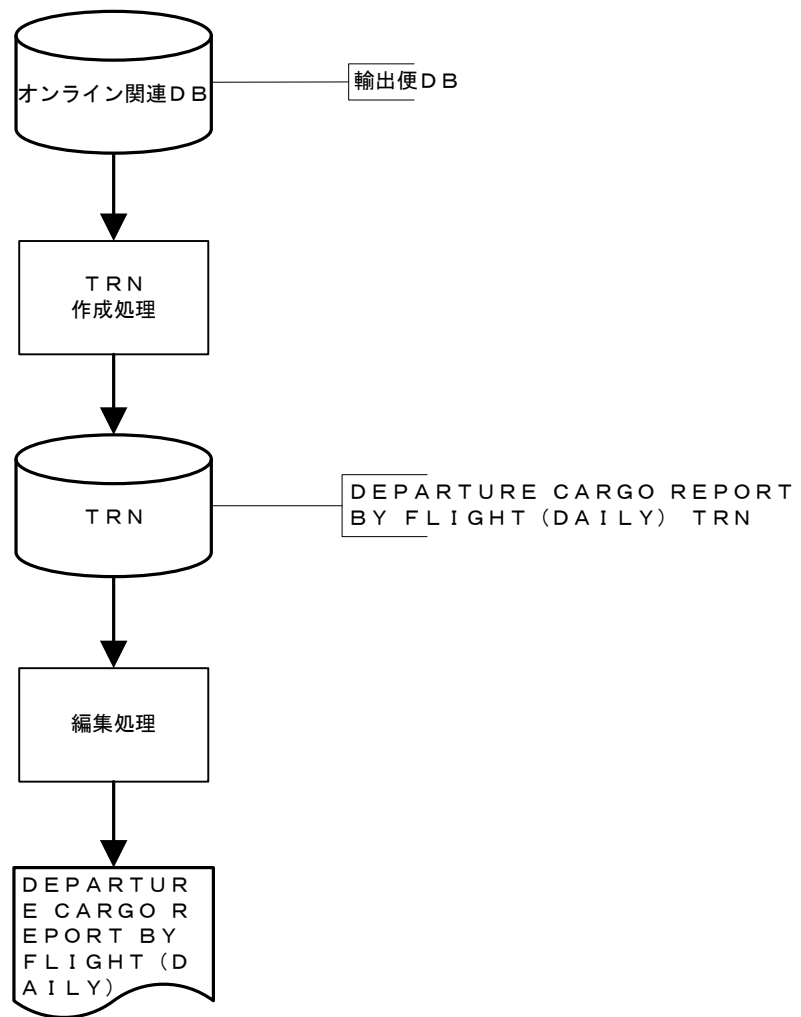 オンライン関連ＤＢ
輸出便ＤＢ
ＴＲＮ
作成処理
ＴＲＮ
ＤＥＰＡＲＴＵＲＥ ＣＡＲＧＯ ＲＥＰＯＲＴ
ＢＹ ＦＬＩＧＨＴ（ＤＡＩＬＹ） ＴＲＮ
編集処理
ＤＥＰＡＲＴＵＲ
Ｅ ＣＡＲＧＯ Ｒ
ＥＰＯＲＴ ＢＹ
ＦＬＩＧＨＴ（Ｄ
ＡＩＬＹ）